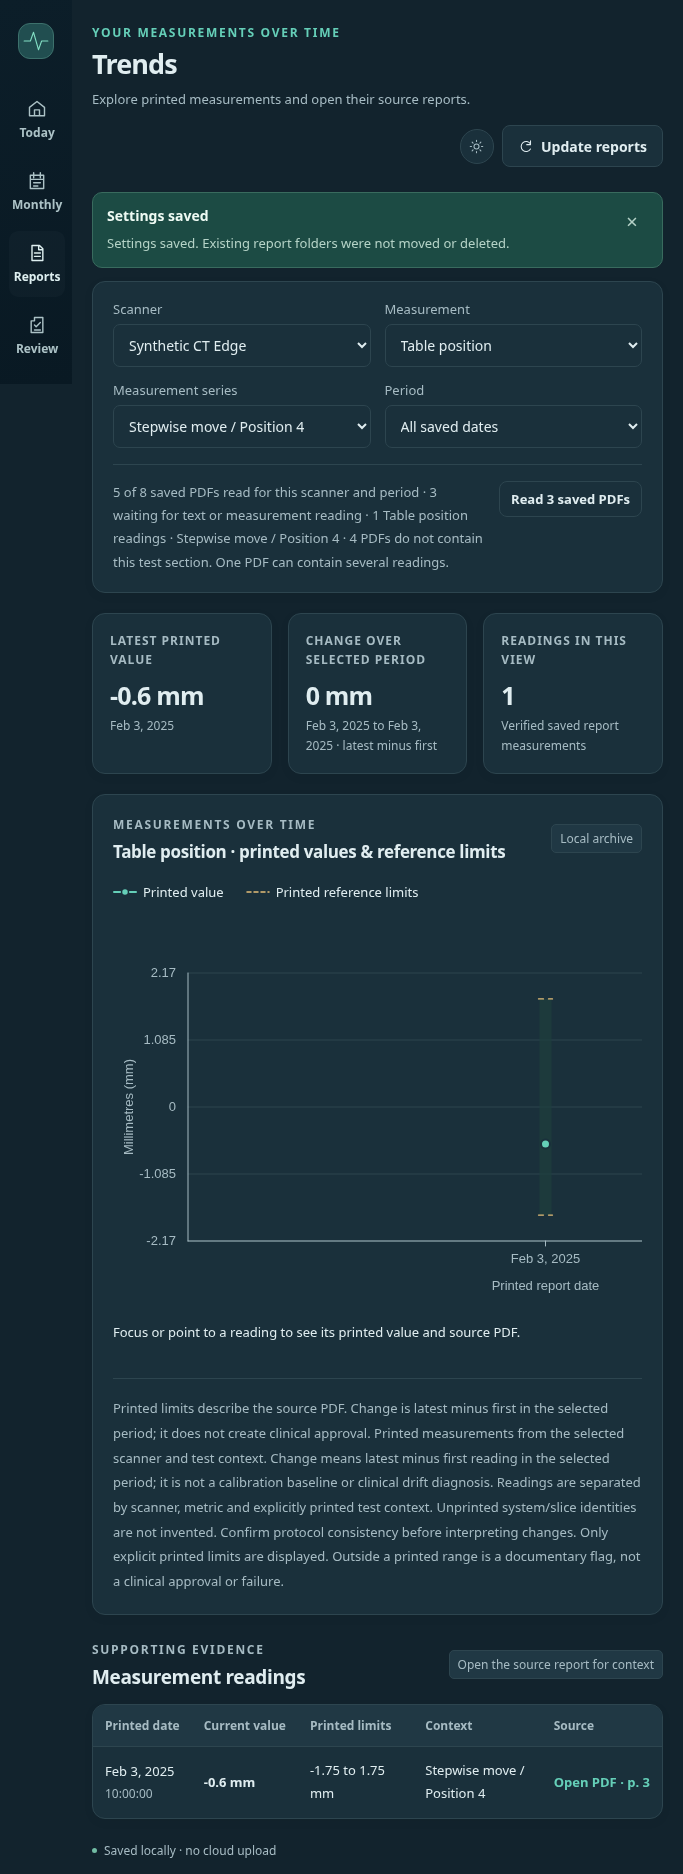 YOUR MEASUREMENTS OVER TIME
Trends
Explore printed measurements and open their source reports.
Update reports
Today
Monthly
Reports
Review
Settings saved
Settings saved. Existing report folders were not moved or deleted.
Scanner
Measurement
Synthetic CT Edge
Table position
Measurement series
Period
Stepwise move / Position 4
All saved dates
5 of 8 saved PDFs read for this scanner and period · 3
waiting for text or measurement reading · 1 Table position
readings · Stepwise move / Position 4 · 4 PDFs do not contain
this test section. One PDF can contain several readings.
Read 3 saved PDFs
LATEST PRINTED
VALUE
-0.6 mm
Feb 3, 2025
CHANGE OVER
SELECTED PERIOD
0 mm
Feb 3, 2025 to Feb 3,
2025 · latest minus first
READINGS IN THIS
VIEW
1
Verified saved report
measurements
MEASUREMENTS OVER TIME
Table position · printed values & reference limits
Local archive
Printed value
Printed reference limits
2.17
1.085
0
-1.085
-2.17
Millimetres (mm)
Feb 3, 2025
Printed report date
Focus or point to a reading to see its printed value and source PDF.
Printed limits describe the source PDF. Change is latest minus first in the selected
period; it does not create clinical approval. Printed measurements from the selected
scanner and test context. Change means latest minus first reading in the selected
period; it is not a calibration baseline or clinical drift diagnosis. Readings are separated
by scanner, metric and explicitly printed test context. Unprinted system/slice identities
are not invented. Confirm protocol consistency before interpreting changes. Only
explicit printed limits are displayed. Outside a printed range is a documentary flag, not
a clinical approval or failure.
SUPPORTING EVIDENCE
Measurement readings
Open the source report for context
Printed date
Current value
Printed limits
Context
Source
Feb 3, 2025
10:00:00
-0.6 mm
-1.75 to 1.75
mm
Stepwise move /
Position 4
Open PDF · p. 3
Saved locally · no cloud upload